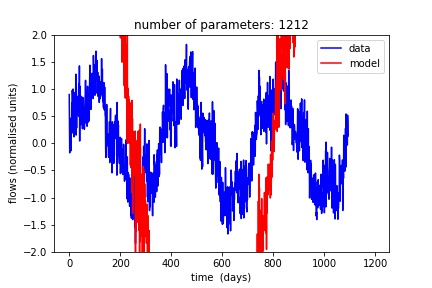 number of parameters: 1212
data
model
flows (normalised units)
2.0
1.5
1.0
0.5
0.0
−0.5
−1.0
−1.5
−2.0
0 200 400 600 800 1000 1200
time (days)